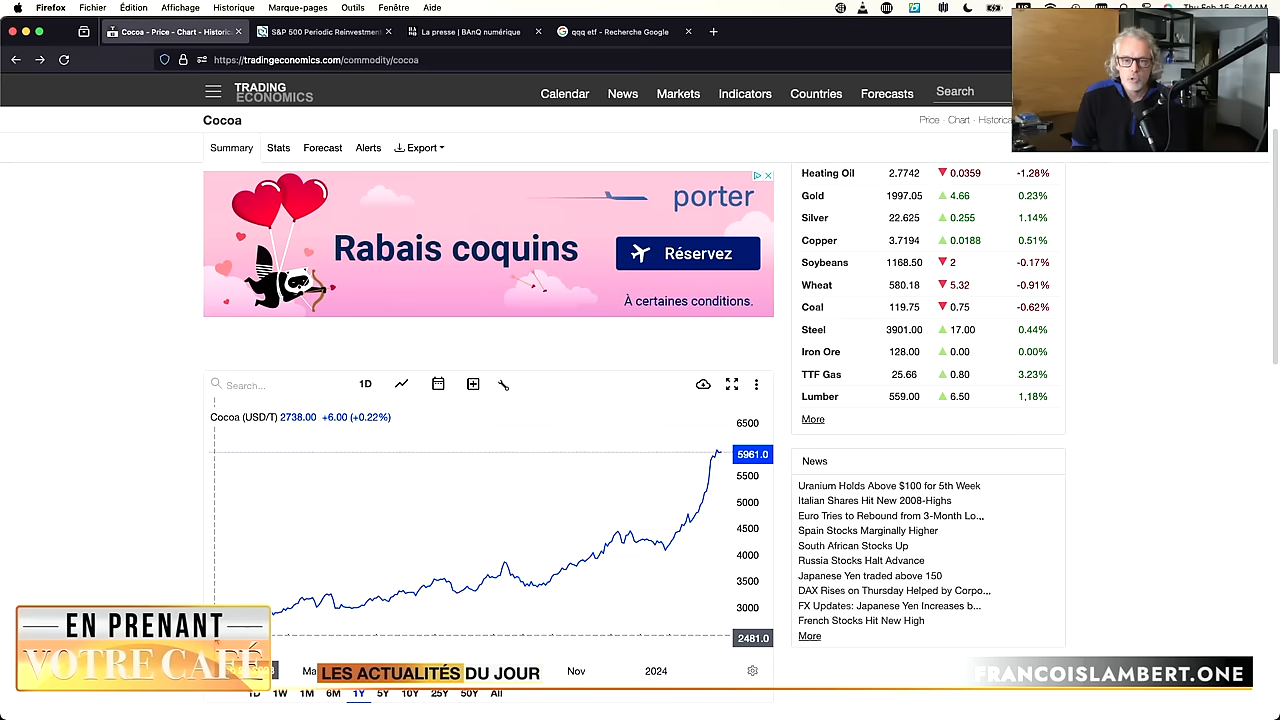 Firefox Fichier Édition Affichage Historique Marque-pages Outils Fenêtre Aide
Cocoa - Price - Chart - Historic
S&P 500 Periodic Reinvestment
La presse | BAnQ numérique
qqq etf - Recherche Google
https://tradingeconomics.com/commodity/cocoa
TRADING
ECONOMICS
Calendar News Markets Indicators Countries Forecasts Search
Cocoa
Price · Chart · Historica
Summary Stats Forecast Alerts Export
porter
Rabais coquins
Réservez
À certaines conditions.
Heating Oil 2.7742 0.0359 -1.28%
Gold 1997.05 4.66 0.23%
Silver 22.625 0.255 1.14%
Copper 3.7194 0.0188 0.51%
Soybeans 1168.50 2 -0.17%
Wheat 580.18 5.32 -0.91%
Coal 119.75 0.75 -0.62%
Steel 3901.00 17.00 0.44%
Iron Ore 128.00 0.00 0.00%
TTF Gas 25.66 0.80 3.23%
Lumber 559.00 6.50 1,18%
More
Search... 1D
Cocoa (USD/T) 2738.00 +6.00 (+0.22%)
6500
5961.0
5500
5000
4500
4000
3500
3000
2481.0
Nov 2024
1D 1W 1M 6M 1Y 5Y 10Y 25Y 50Y All
News
Uranium Holds Above $100 for 5th Week
Italian Shares Hit New 2008-Highs
Euro Tries to Rebound from 3-Month Lo...
Spain Stocks Marginally Higher
South African Stocks Up
Russia Stocks Halt Advance
Japanese Yen traded above 150
DAX Rises on Thursday Helped by Corpo...
FX Updates: Japanese Yen Increases b...
French Stocks Hit New High
More
EN PRENANT
VOTRE CAFÉ
LES ACTUALITÉS DU JOUR
FRANCOISLAMBERT.ONE